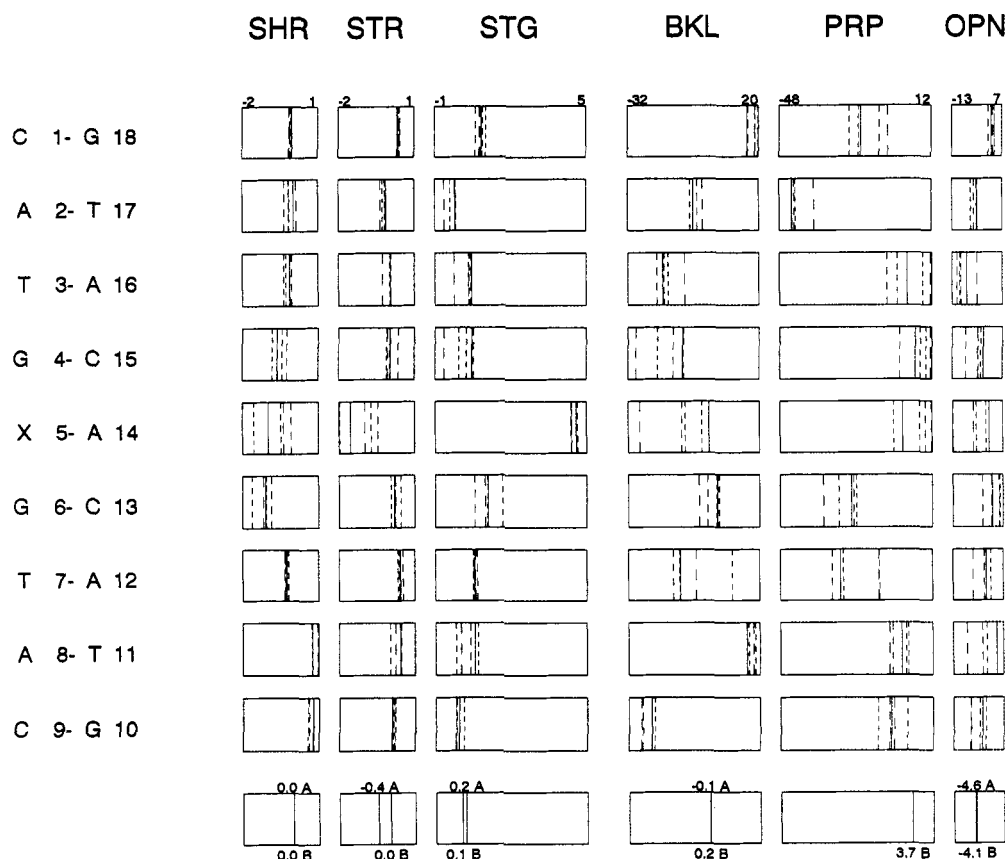 SHR STR STG BKL PRP OPN
-2 1 -2 1 -1 5 -32 20 -48 12 -13 7
C 1- G 18
A 2- T 17
T 3- A 16
G 4- C 15
X 5- A 14
G 6- C 13
T 7- A 12
A 8- T 11
C 9- G 10
0.0 A -0.4 A 0.2 A -0.1 A -4.6 A
0.0 B 0.0 B 0.1 B 0.2 B 3.7 B -4.1 B